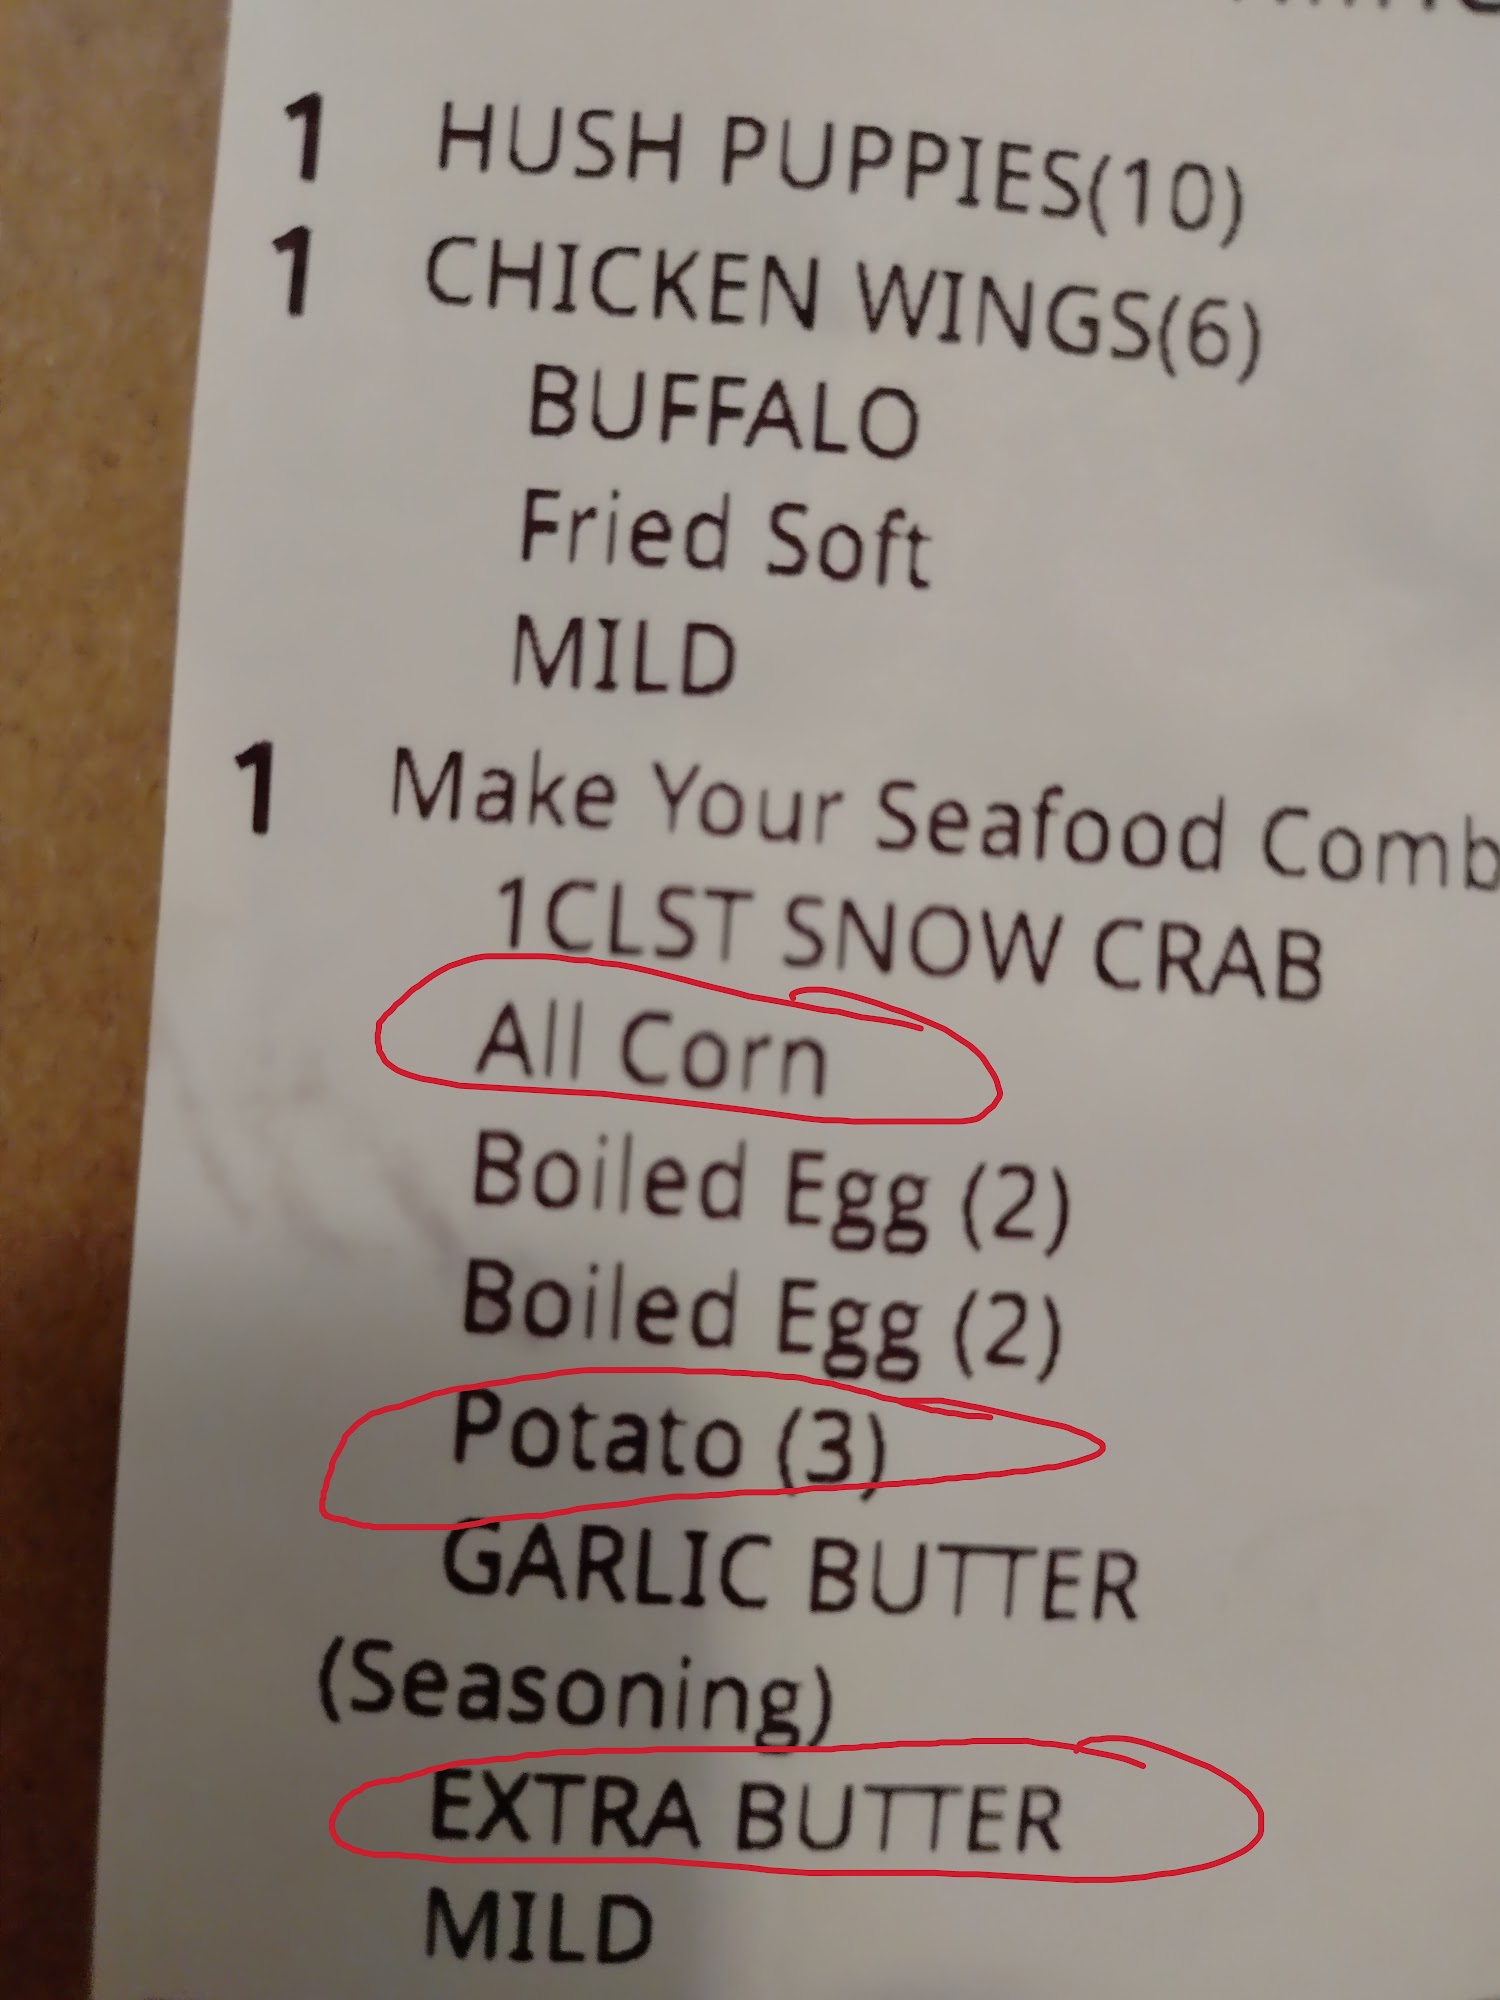 1 HUSH PUPPIES(10)
1 CHICKEN WINGS(6)
BUFFALO
Fried Soft
MILD
1 Make Your Seafood Comb
1CLST SNOW CRAB
All Corn
Boiled Egg (2)
Boiled Egg (2)
Potato (3)
GARLIC BUTTER
(Seasoning)
EXTRA BUTTER
MILD